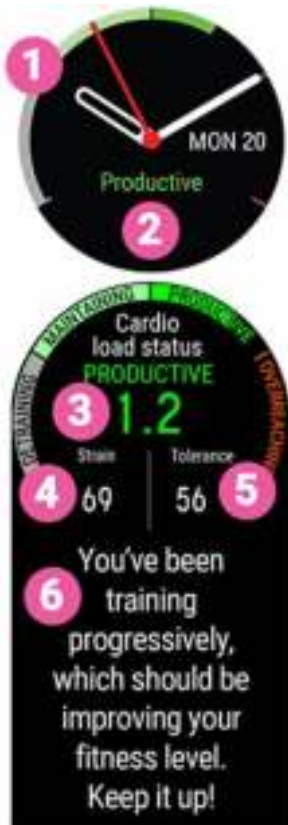 1
MON 20
Productive
2
MAINTAINING
PRODUCTIVE
OVERREACHING
Cardio
load status
PRODUCTIVE
3
1.2
Strain
Tolerance
4
69
56
5
You've been
6
training
progressively,
which should be
improving your
fitness level.
Keep it up!